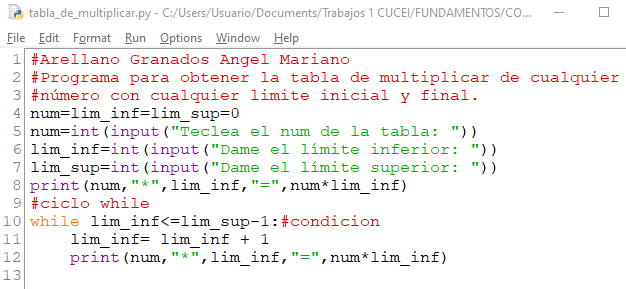 tabla_de_multiplicar.py - C:/Users/Usuario/Documents/Trabajos 1 CUCEI/FUNDAMENTOS/CO...
File Edit Format Run Options Window Help
1 #Arellano Granados Angel Mariano
2 #Programa para obtener la tabla de multiplicar de cualquier
3 #número con cualquier limite inicial y final.
4 num=lim_inf=lim_sup=0
5 num=int(input("Teclea el num de la tabla: "))
6 lim_inf=int(input("Dame el límite inferior: "))
7 lim_sup=int(input("Dame el límite superior: "))
8 print(num,"*",lim_inf,"=",num*lim_inf)
9 #ciclo while
10 while lim_inf<=lim_sup-1:#condicion
11     lim_inf= lim_inf + 1
12     print(num,"*",lim_inf,"=",num*lim_inf)
13